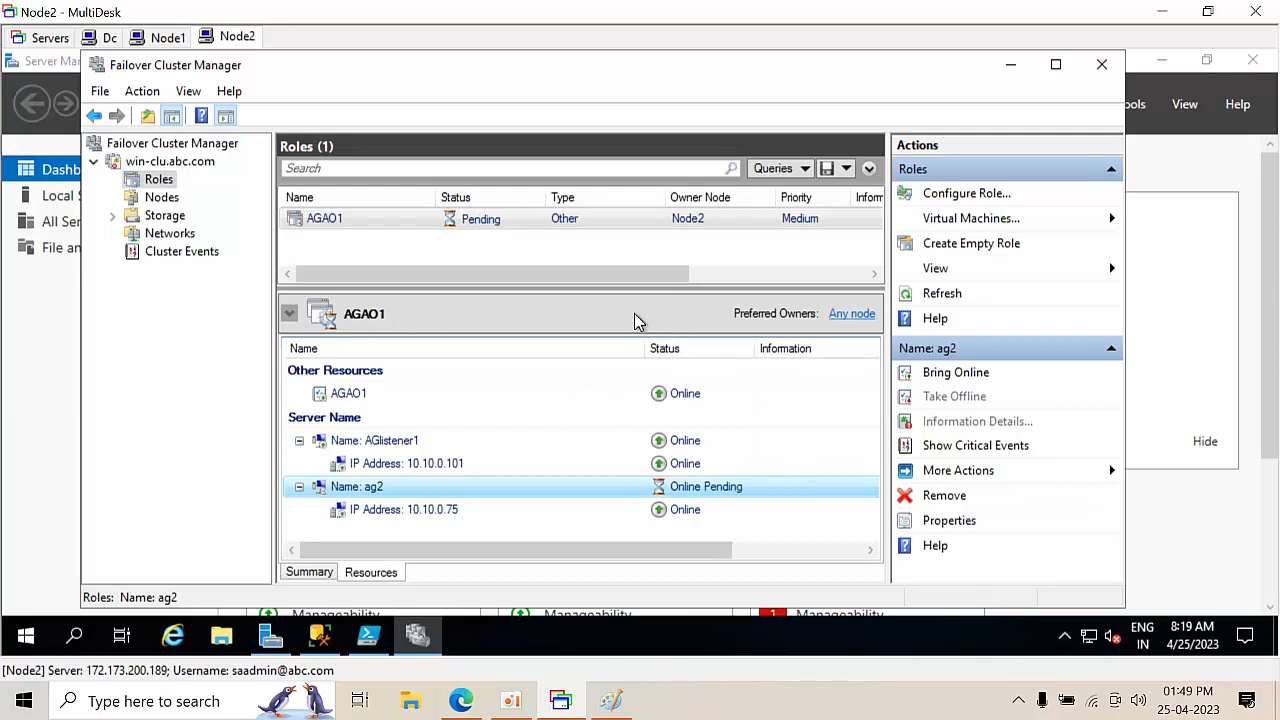 Node2 - MultiDesk
Servers Dc Node1 Node2
Server Man
Failover Cluster Manager
File Action View Help
ools View Help
Failover Cluster Manager
win-clu.abc.com
Roles
Nodes
Storage
Networks
Cluster Events
Dashb
Local S
All Ser
File an
Roles (1)
Search Queries
Name Status Type Owner Node Priority Inform
AGAO1 Pending Other Node2 Medium
AGAO1 Preferred Owners: Any node
Name Status Information
Other Resources
AGAO1 Online
Server Name
Name: AGlistener1 Online
IP Address: 10.10.0.101 Online
Name: ag2 Online Pending
IP Address: 10.10.0.75 Online
Summary Resources
Actions
Roles
Configure Role...
Virtual Machines...
Create Empty Role
View
Refresh
Help
Name: ag2
Bring Online
Take Offline
Information Details...
Show Critical Events
More Actions
Remove
Properties
Help
Hide
Roles: Name: ag2
Manageability Manageability 1 Manageability
ENG
IN
8:19 AM
4/25/2023
[Node2] Server: 172.173.200.189; Username: saadmin@abc.com
Type here to search
01:49 PM
25-04-2023